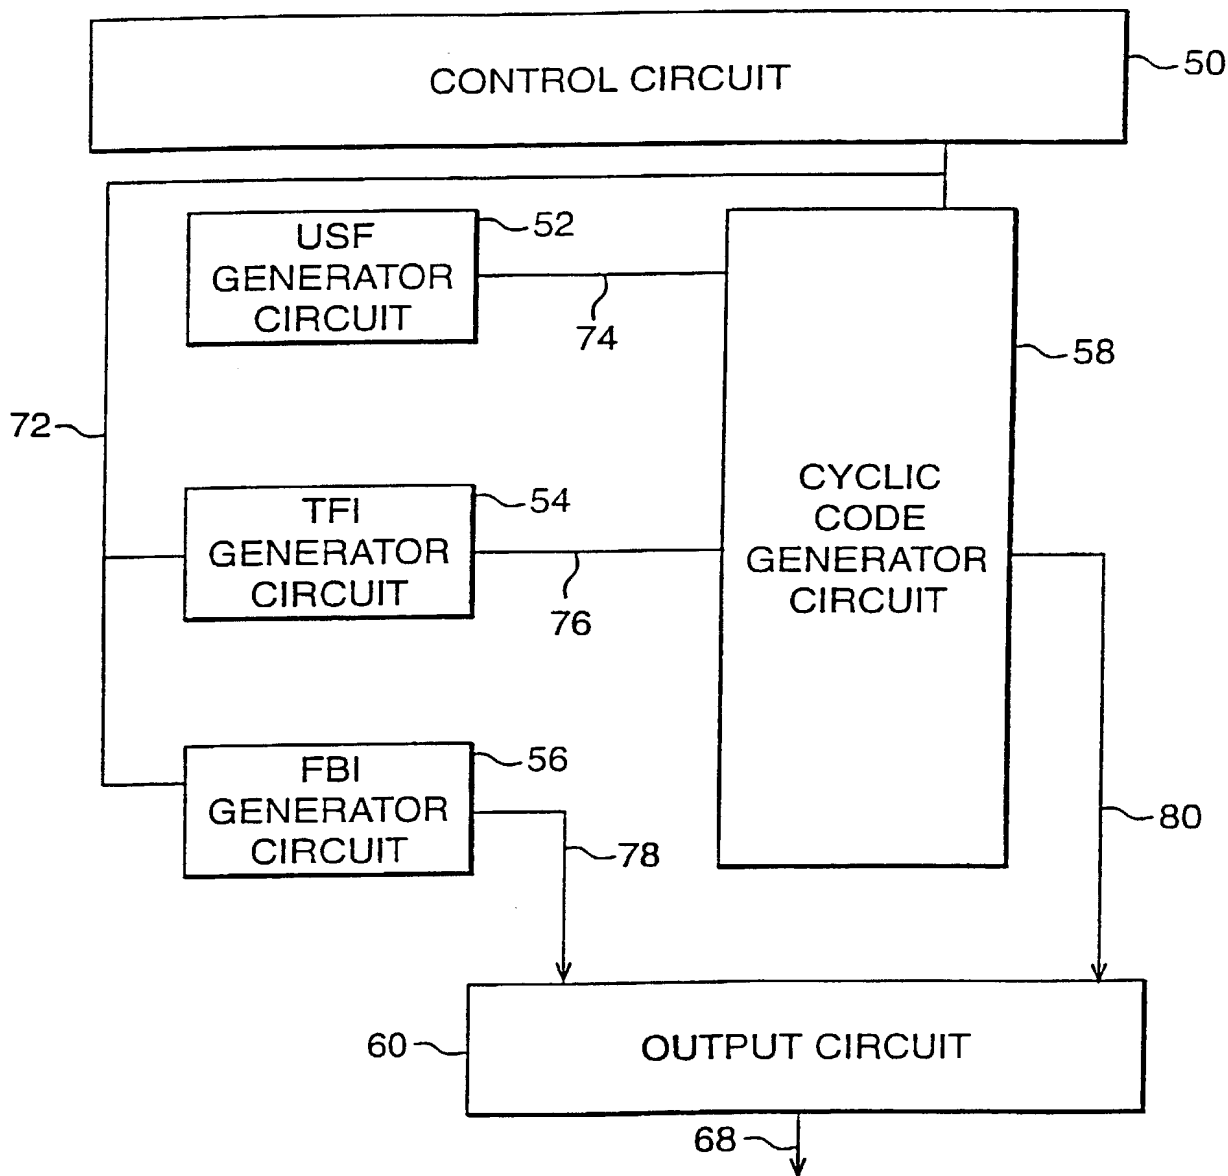 CONTROL CIRCUIT
50
USF
GENERATOR
CIRCUIT
52
74
58
72
TFI
GENERATOR
CIRCUIT
54
76
CYCLIC
CODE
GENERATOR
CIRCUIT
FBI
GENERATOR
CIRCUIT
56
78
80
60
OUTPUT CIRCUIT
68